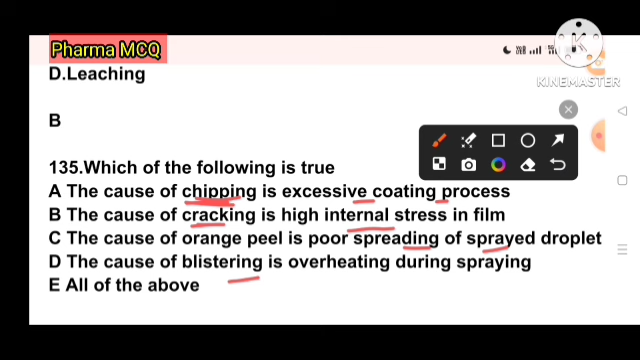 Pharma MCQ
KINEMASTER
D.Leaching
B
135.Which of the following is true
A The cause of chipping is excessive coating process
B The cause of cracking is high internal stress in film
C The cause of orange peel is poor spreading of sprayed droplet
D The cause of blistering is overheating during spraying
E All of the above